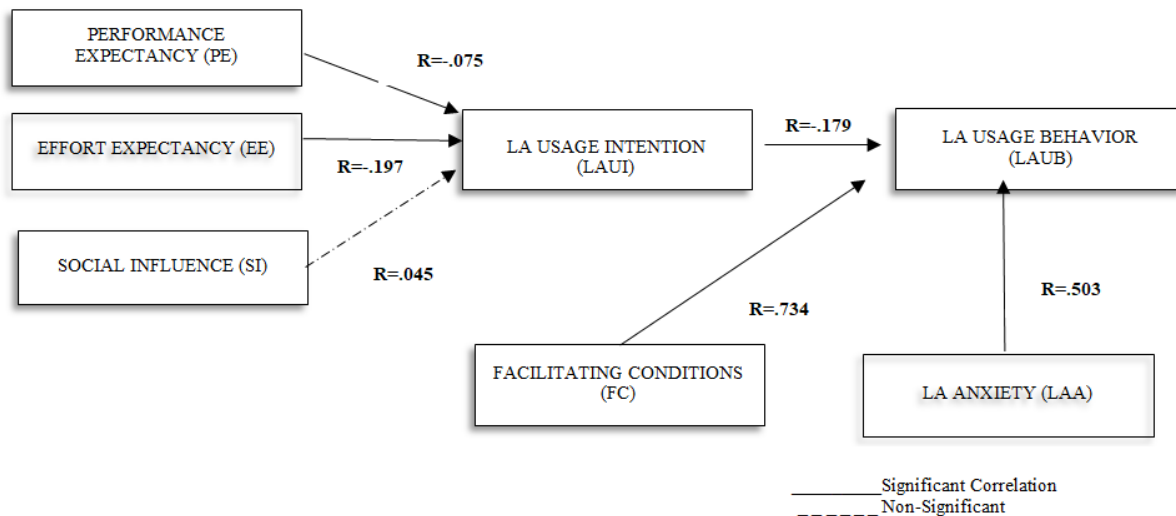 PERFORMANCE
EXPECTANCY (PE)
R=-.075
EFFORT EXPECTANCY (EE)
R=-.197
SOCIAL INFLUENCE (SI)
R=.045
LA USAGE INTENTION
(LAUI)
R=-.179
LA USAGE BEHAVIOR
(LAUB)
R=.734
R=.503
FACILITATING CONDITIONS
(FC)
LA ANXIETY (LAA)
Significant Correlation
Non-Significant